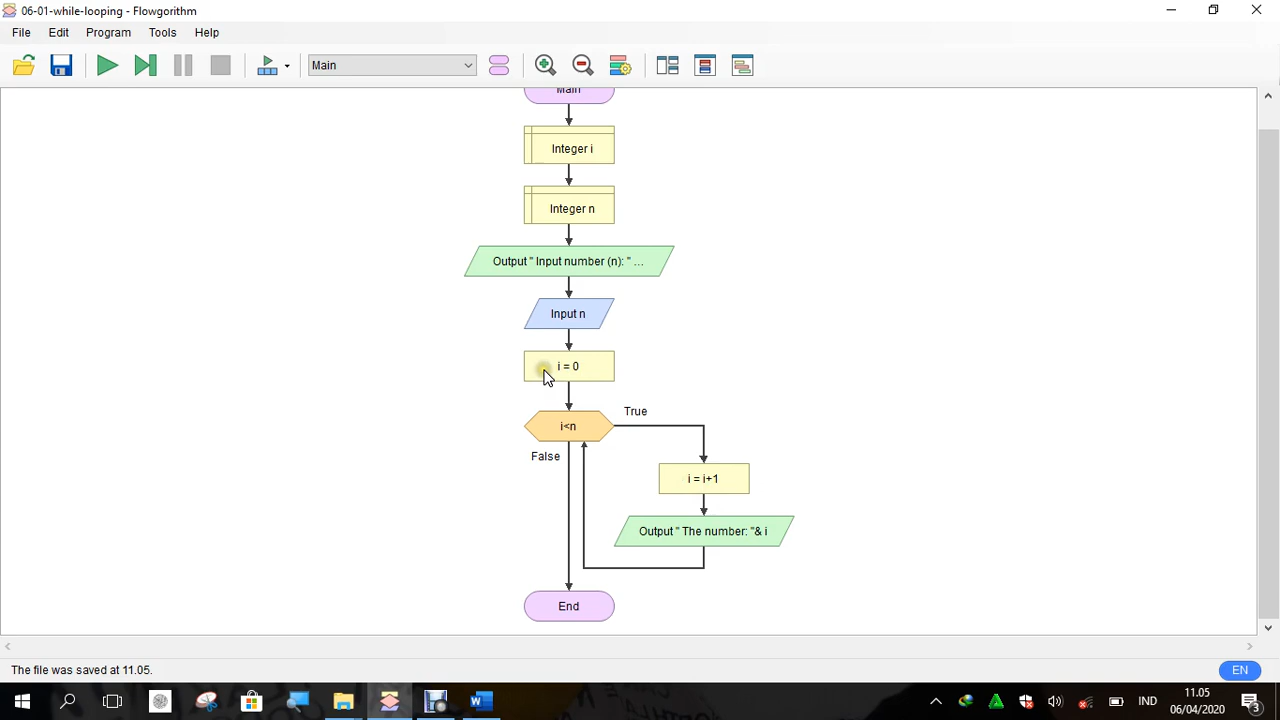 06-01-while-looping - Flowgorithm
File Edit Program Tools Help
Main
Main
Integer i
Integer n
Output " Input number (n): " ...
Input n
i = 0
True
i<n
False
i = i+1
Output " The number: "& i
End
The file was saved at 11.05.
EN
IND
11.05
06/04/2020
3